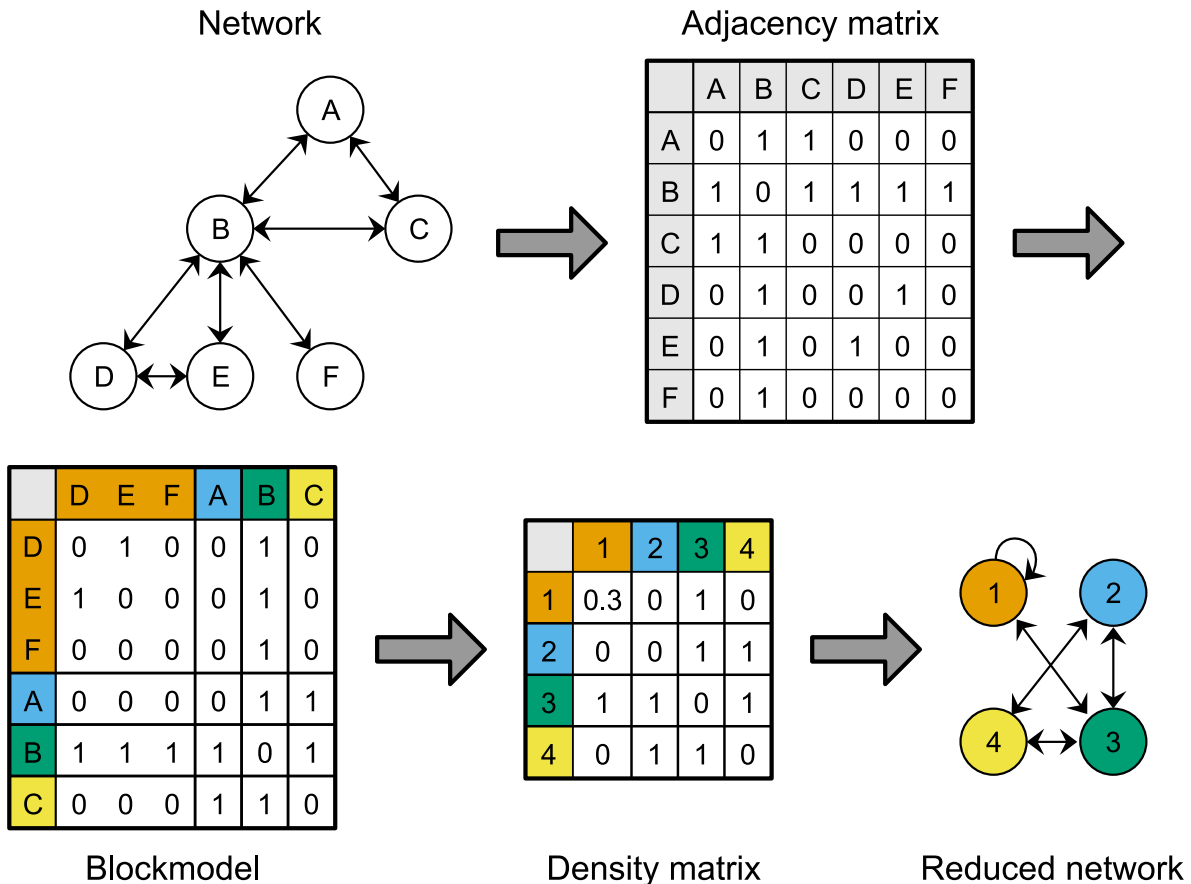 Network
A
B
C
D
E
F
Adjacency matrix
A B C D E F
A 0 1 1 0 0 0
B 1 0 1 1 1 1
C 1 1 0 0 0 0
D 0 1 0 0 1 0
E 0 1 0 1 0 0
F 0 1 0 0 0 0
D E F A B C
D 0 1 0 0 1 0
E 1 0 0 0 1 0
F 0 0 0 0 1 0
A 0 0 0 0 1 1
B 1 1 1 1 0 1
C 0 0 0 1 1 0
Blockmodel
1 2 3 4
1 0.3 0 1 0
2 0 0 1 1
3 1 1 0 1
4 0 1 1 0
Density matrix
1 2
4 3
Reduced network